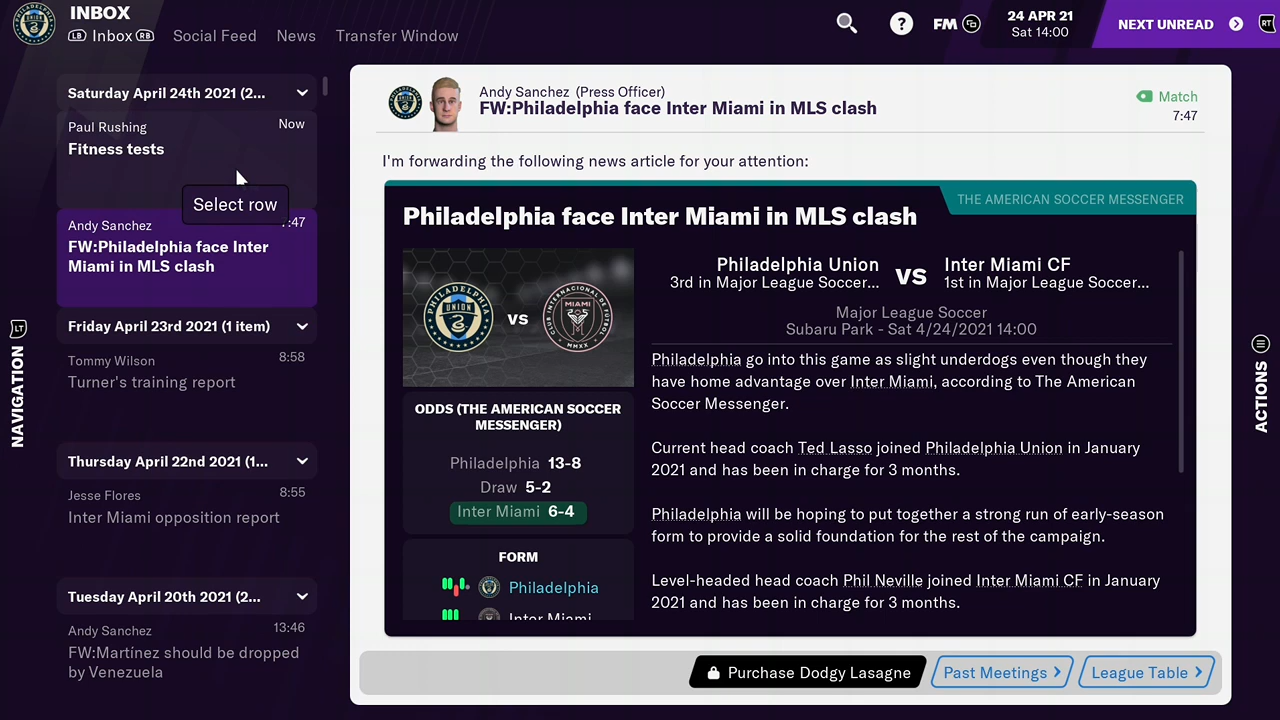 INBOX
LB Inbox RB
Social Feed
News
Transfer Window
FM
24 APR 21
Sat 14:00
NEXT UNREAD
RT
Saturday April 24th 2021 (2...
Paul Rushing
Now
Fitness tests
Select row
Andy Sanchez
:47
FW:Philadelphia face Inter
Miami in MLS clash
Friday April 23rd 2021 (1 item)
Tommy Wilson
8:58
Turner's training report
Thursday April 22nd 2021 (1...
Jesse Flores
8:55
Inter Miami opposition report
Tuesday April 20th 2021 (2...
Andy Sanchez
13:46
FW:Martínez should be dropped
by Venezuela
LT
NAVIGATION
Andy Sanchez (Press Officer)
FW:Philadelphia face Inter Miami in MLS clash
Match
7:47
I'm forwarding the following news article for your attention:
THE AMERICAN SOCCER MESSENGER
Philadelphia face Inter Miami in MLS clash
PHILADELPHIA
UNION
VS
MIAMI
MMXX
ODDS (THE AMERICAN SOCCER
MESSENGER)
Philadelphia 13-8
Draw 5-2
Inter Miami 6-4
FORM
Philadelphia
Inter Miami
Philadelphia Union
3rd in Major League Soccer...
VS
Inter Miami CF
1st in Major League Soccer...
Major League Soccer
Subaru Park - Sat 4/24/2021 14:00
Philadelphia go into this game as slight underdogs even though they
have home advantage over Inter Miami, according to The American
Soccer Messenger.
Current head coach Ted Lasso joined Philadelphia Union in January
2021 and has been in charge for 3 months.
Philadelphia will be hoping to put together a strong run of early-season
form to provide a solid foundation for the rest of the campaign.
Level-headed head coach Phil Neville joined Inter Miami CF in January
2021 and has been in charge for 3 months.
Purchase Dodgy Lasagne
Past Meetings
League Table
ACTIONS